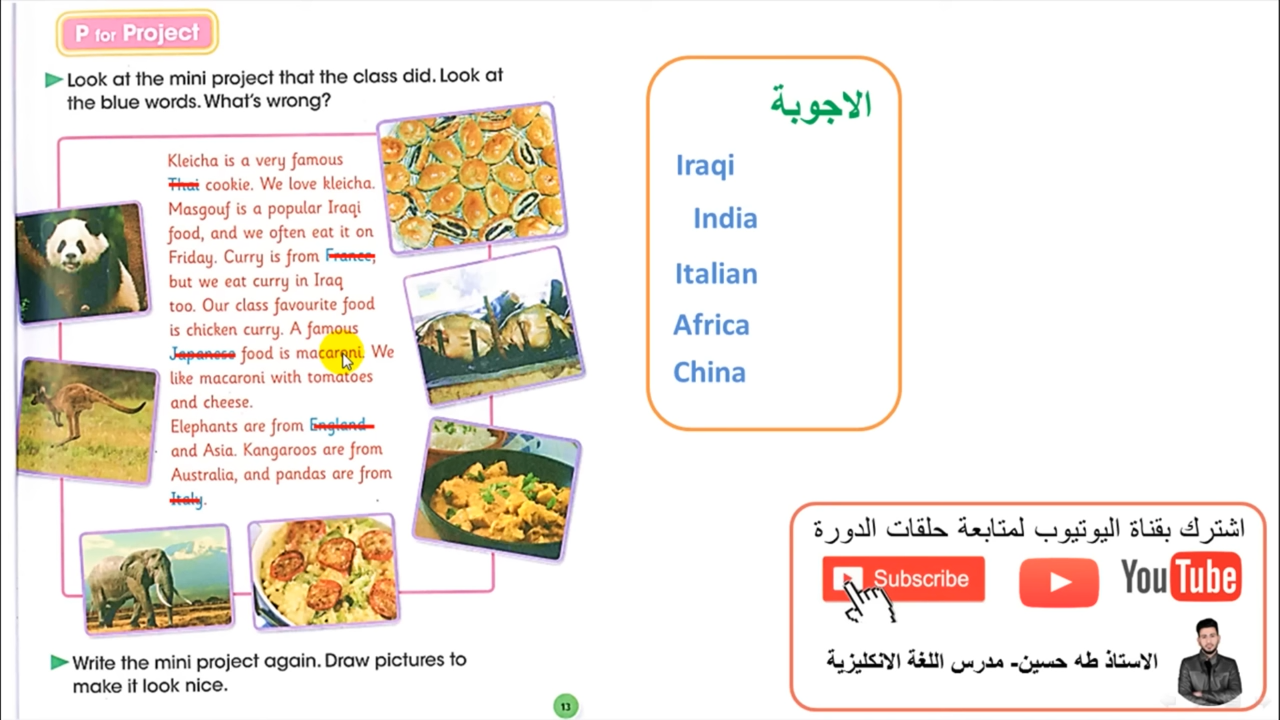 P for Project
Look at the mini project that the class did. Look at
the blue words. What's wrong?
Kleicha is a very famous
Thai cookie. We love kleicha.
Masgouf is a popular Iraqi
food, and we often eat it on
Friday. Curry is from France,
but we eat curry in Iraq
too. Our class favourite food
is chicken curry. A famous
Japanese food is macaroni. We
like macaroni with tomatoes
and cheese.
Elephants are from England
and Asia. Kangaroos are from
Australia, and pandas are from
Italy.
Write the mini project again. Draw pictures to
make it look nice.
13
الاجوبة
Iraqi
India
Italian
Africa
China
اشترك بقناة اليوتيوب لمتابعة حلقات الدورة
Subscribe
YouTube
الاستاذ طه حسين- مدرس اللغة الانكليزية